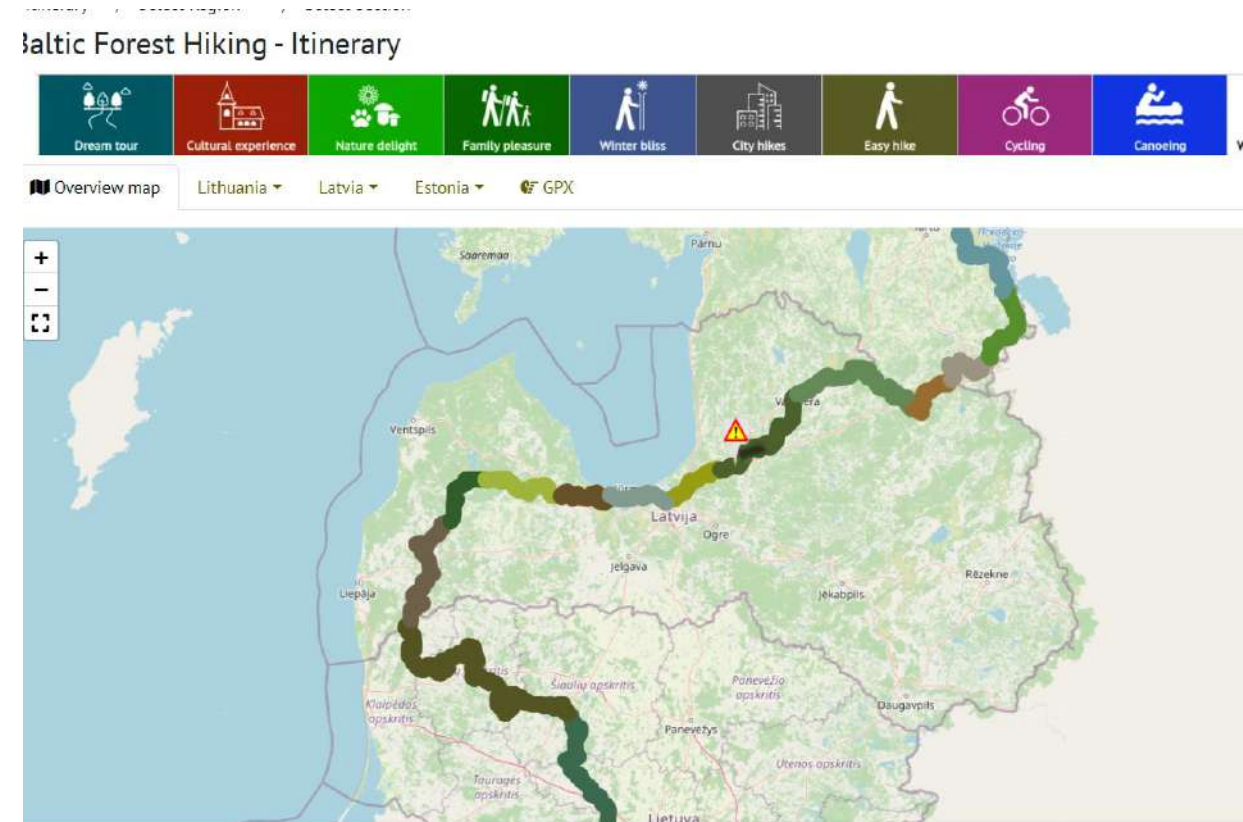 Baltic Forest Hiking - Itinerary
Dream tour
Cultural experience
Nature delight
Family pleasure
Winter bliss
City hikes
Easy hike
Cycling
Canoeing
Overview map
Lithuania
Latvia
Estonia
GPX
+
−
Saaremaa
Pärnu
Ventspils
Latvija
Ogre
Jelgava
Rēzekne
Liepāja
Jēkabpils
Šiaulių apskritis
Panevėžio
apskritis
Klaipėdos
apskritis
Daugavpils
Panevėžys
Utenos apskritis
Tauragės
apskritis
Lietuva